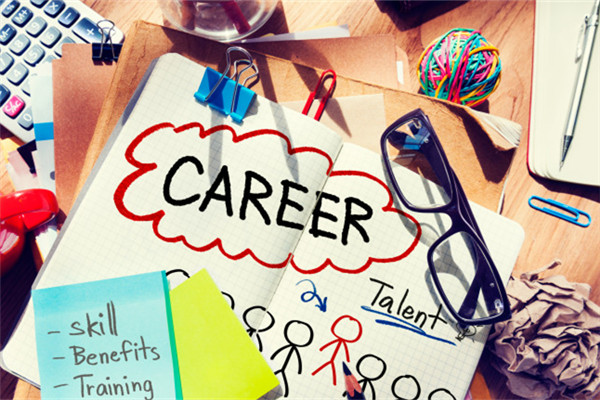 CAREER
Talent
- skill
- Benefits
- Training